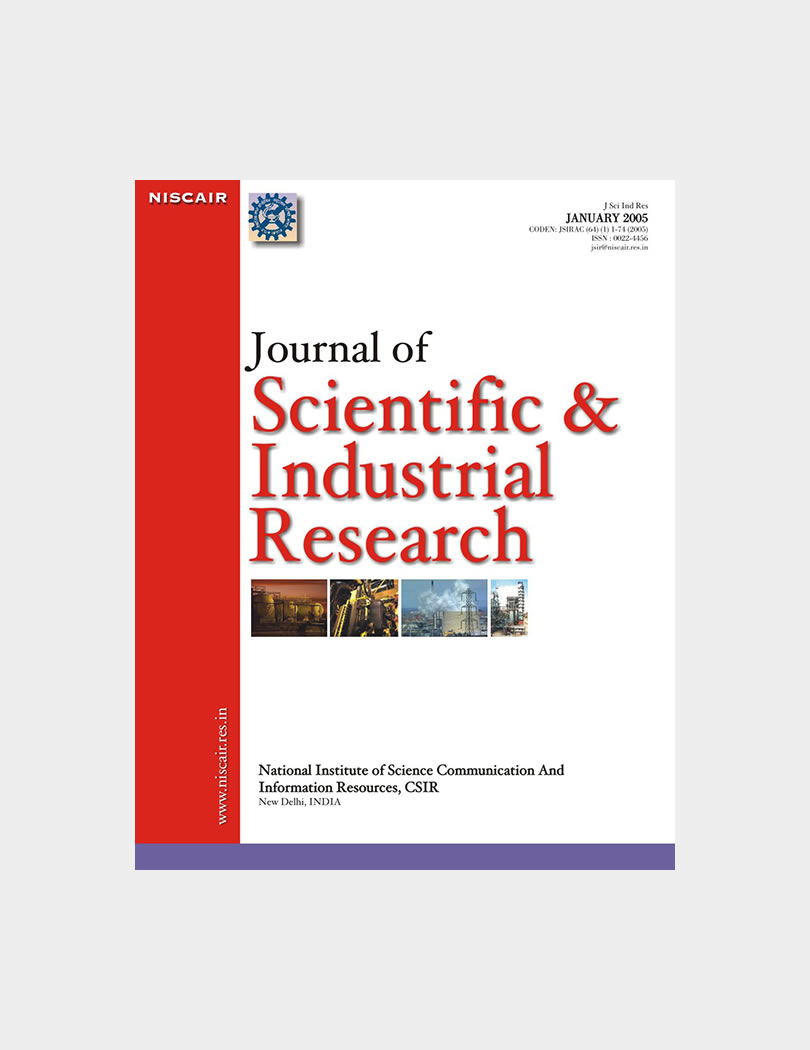 NISCAIR
J Sci Ind Res
JANUARY 2005
CODEN: JSIRAC (64) (1) 1-74 (2005)
ISSN : 0022-4456
jsir@niscair.res.in
Journal of
Scientific &
Industrial
Research
www.niscair.res.in
National Institute of Science Communication And
Information Resources, CSIR
New Delhi, INDIA